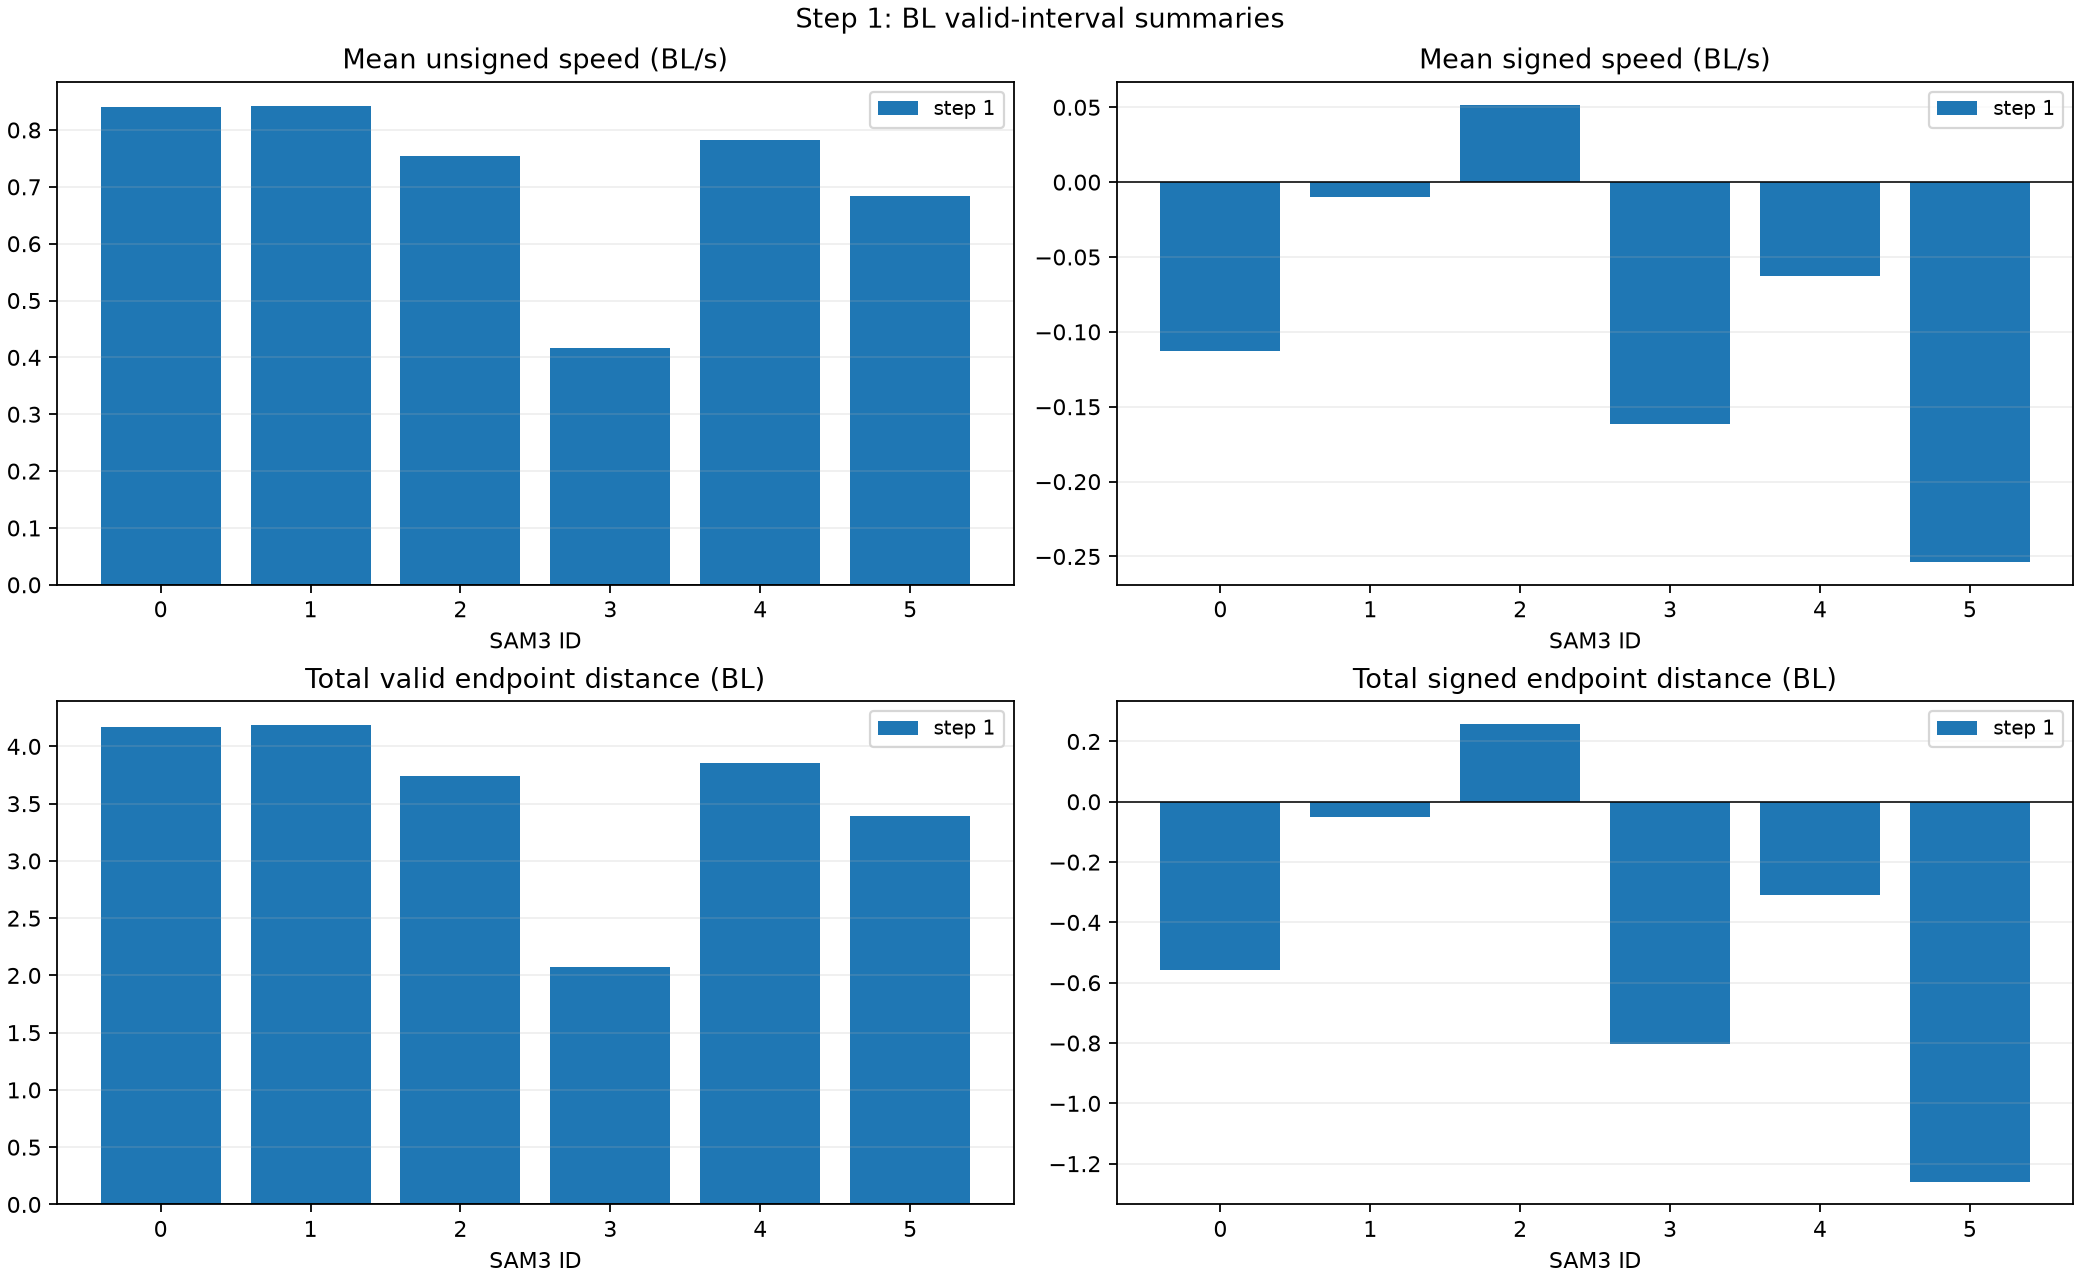 Step 1: BL valid-interval summaries
Mean unsigned speed (BL/s)
step 1
0.8
0.7
0.6
0.5
0.4
0.3
0.2
0.1
0.0
0 1 2 3 4 5
SAM3 ID
Mean signed speed (BL/s)
step 1
0.05
0.00
−0.05
−0.10
−0.15
−0.20
−0.25
0 1 2 3 4 5
SAM3 ID
Total valid endpoint distance (BL)
step 1
4.0
3.5
3.0
2.5
2.0
1.5
1.0
0.5
0.0
0 1 2 3 4 5
SAM3 ID
Total signed endpoint distance (BL)
step 1
0.2
0.0
−0.2
−0.4
−0.6
−0.8
−1.0
−1.2
0 1 2 3 4 5
SAM3 ID